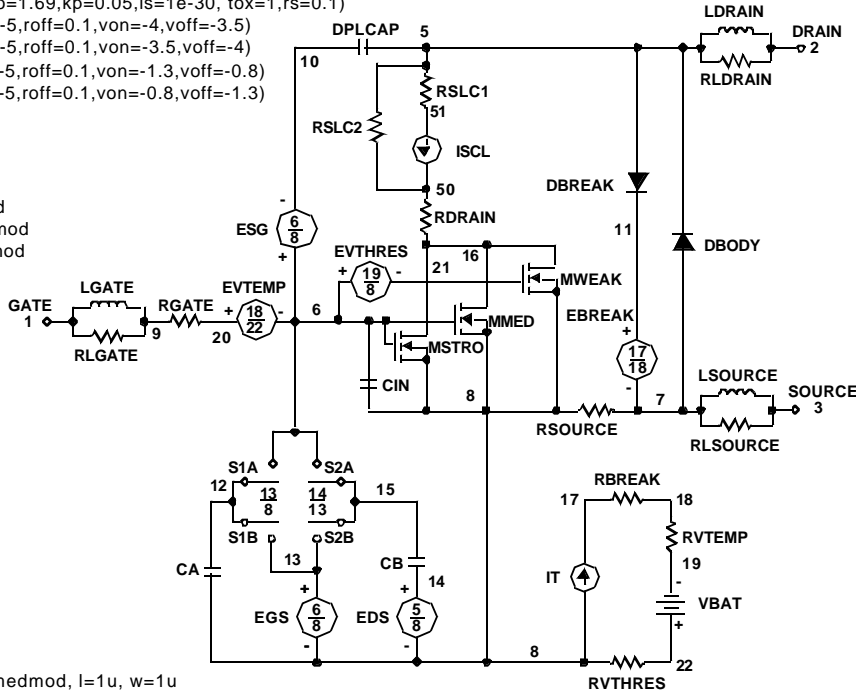 p=1.69,kp=0.05,is=1e-30, tox=1,rs=0.1)
-5,roff=0.1,von=-4,voff=-3.5)
-5,roff=0.1,von=-3.5,voff=-4)
-5,roff=0.1,von=-1.3,voff=-0.8)
-5,roff=0.1,von=-0.8,voff=-1.3)
d
mod
nod
nedmod, l=1u, w=1u
DPLCAP
5
10
LDRAIN
DRAIN
2
RLDRAIN
RSLC1
51
RSLC2
ISCL
50
RDRAIN
DBREAK
11
DBODY
-
ESG
6
8
+
EVTHRES
+
19
8
-
21
16
MWEAK
LGATE
GATE
1
RLGATE
9
RGATE
20
EVTEMP
+
18
22
-
6
MMED
MSTRO
EBREAK
+
17
18
-
CIN
8
RSOURCE
7
LSOURCE
SOURCE
3
RLSOURCE
S1A
S2A
12
13
8
14
13
15
S1B
S2B
13
CA
CB
14
+
EGS
6
8
-
+
EDS
5
8
-
RBREAK
17
18
RVTEMP
19
IT
-
VBAT
+
8
22
RVTHRES